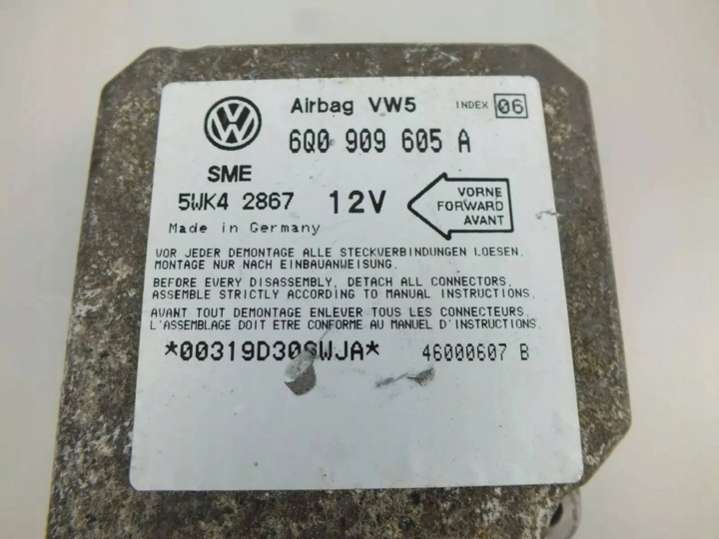 Airbag VW5 INDEX 06
6Q0 909 605 A
SME
5WK4 2867 12V
VORNE
FORWARD
AVANT
Made in Germany
VOR JEDER DEMONTAGE ALLE STECKVERBINDUNGEN LOESEN.
MONTAGE NUR NACH EINBAUANWEISUNG.
BEFORE EVERY DISASSEMBLY, DETACH ALL CONNECTORS.
ASSEMBLE STRICTLY ACCORDING TO MANUAL INSTRUCTIONS.
AVANT TOUT DEMONTAGE ENLEVER TOUS LES CONNECTEURS.
L'ASSEMBLAGE DOIT ETRE CONFORME AU MANUEL D'INSTRUCTIONS
46000607 B